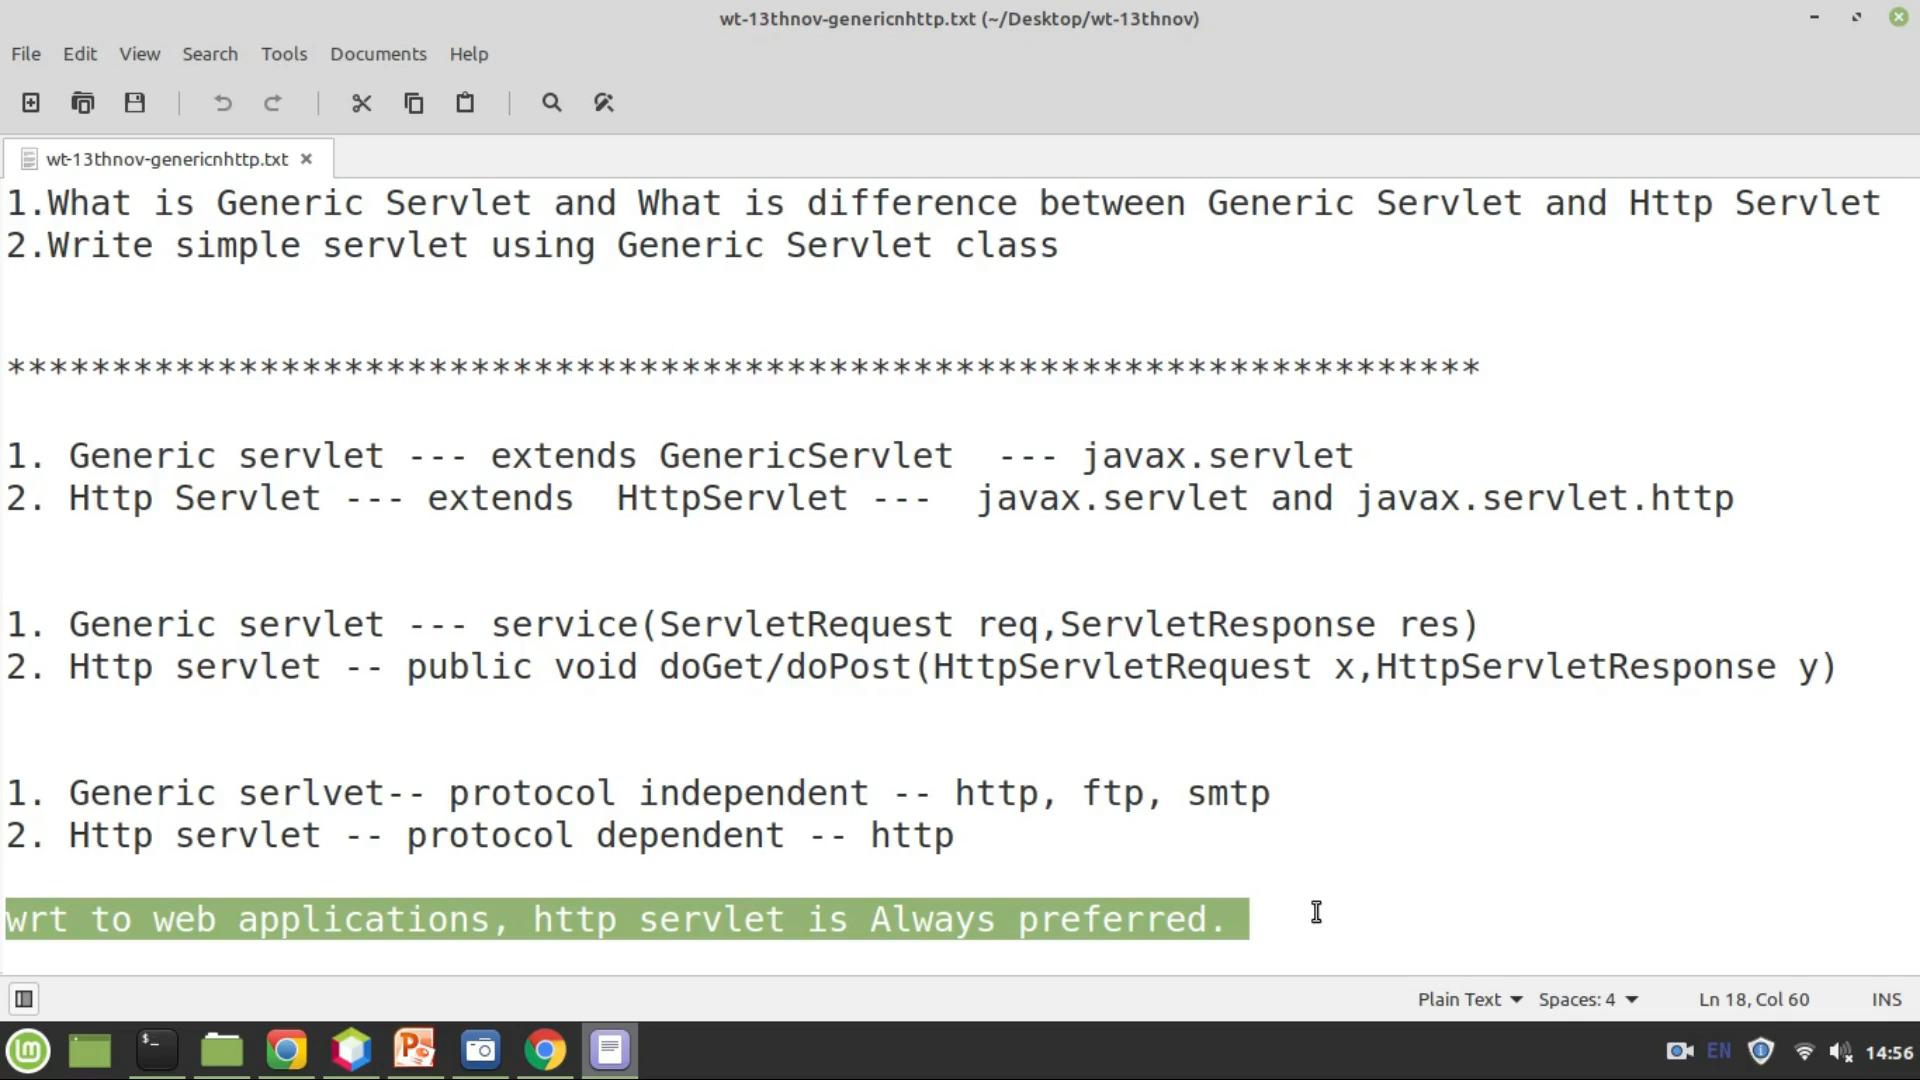 wt-13thnov-genericnhttp.txt (~/Desktop/wt-13thnov)
File Edit View Search Tools Documents Help
wt-13thnov-genericnhttp.txt
1.What is Generic Servlet and What is difference between Generic Servlet and Http Servlet
2.Write simple servlet using Generic Servlet class
**********************************************************************
1. Generic servlet --- extends GenericServlet  --- javax.servlet
2. Http Servlet --- extends  HttpServlet ---  javax.servlet and javax.servlet.http
1. Generic servlet --- service(ServletRequest req,ServletResponse res)
2. Http servlet -- public void doGet/doPost(HttpServletRequest x,HttpServletResponse y)
1. Generic serlvet-- protocol independent -- http, ftp, smtp
2. Http servlet -- protocol dependent -- http
wrt to web applications, http servlet is Always preferred.
Plain Text Spaces: 4 Ln 18, Col 60 INS
EN 14:56